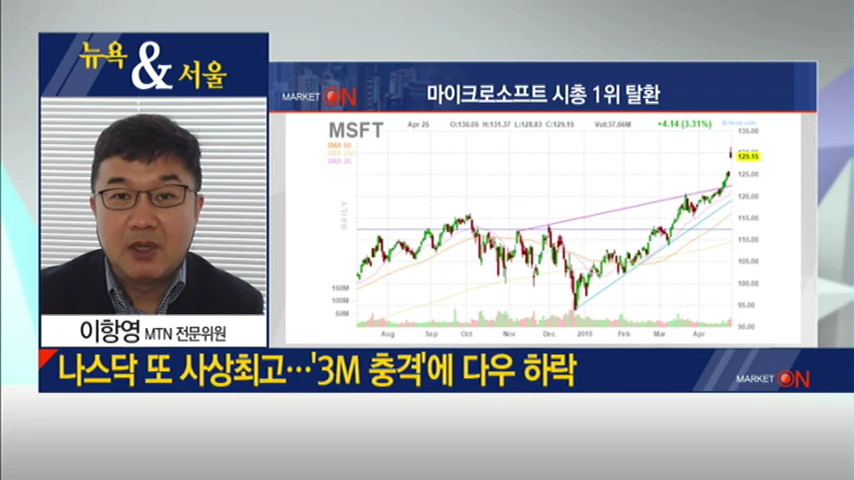 뉴욕
&
서울
MARKET ON
마이크로소프트 시총 1위 탈환
MSFT
Apr 25
O:130.05 H:131.37 L:128.83 C:129.15
Vol:37.66M
+4.14 (3.31%)
SMA 50
SMA 200
SMA 20
DAILY
135.00
129.15
125.00
120.00
115.00
110.00
105.00
100.00
95.00
90.00
150M
100M
50M
Aug Sep Oct Nov Dec 2019 Feb Mar Apr
이항영 MTN 전문위원
나스닥 또 사상최고…'3M 충격'에 다우 하락
MARKET ON